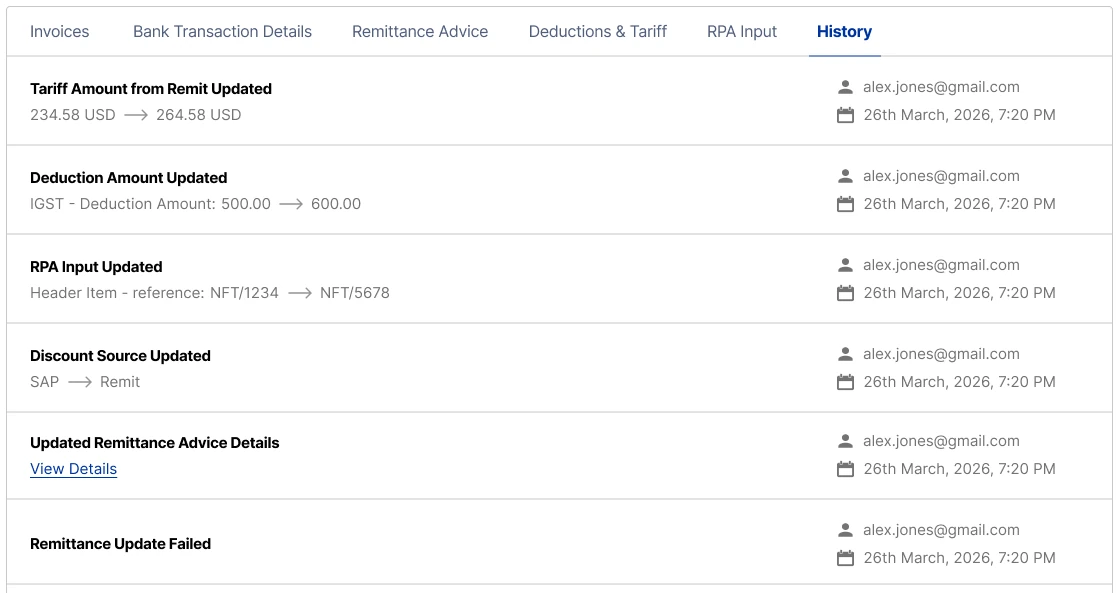 Invoices Bank Transaction Details Remittance Advice Deductions & Tariff RPA Input History
Tariff Amount from Remit Updated
alex.jones@gmail.com
234.58 USD → 264.58 USD
26th March, 2026, 7:20 PM
Deduction Amount Updated
alex.jones@gmail.com
IGST - Deduction Amount: 500.00 → 600.00
26th March, 2026, 7:20 PM
RPA Input Updated
alex.jones@gmail.com
Header Item - reference: NFT/1234 → NFT/5678
26th March, 2026, 7:20 PM
Discount Source Updated
alex.jones@gmail.com
SAP → Remit
26th March, 2026, 7:20 PM
Updated Remittance Advice Details
alex.jones@gmail.com
View Details
26th March, 2026, 7:20 PM
Remittance Update Failed
alex.jones@gmail.com
26th March, 2026, 7:20 PM